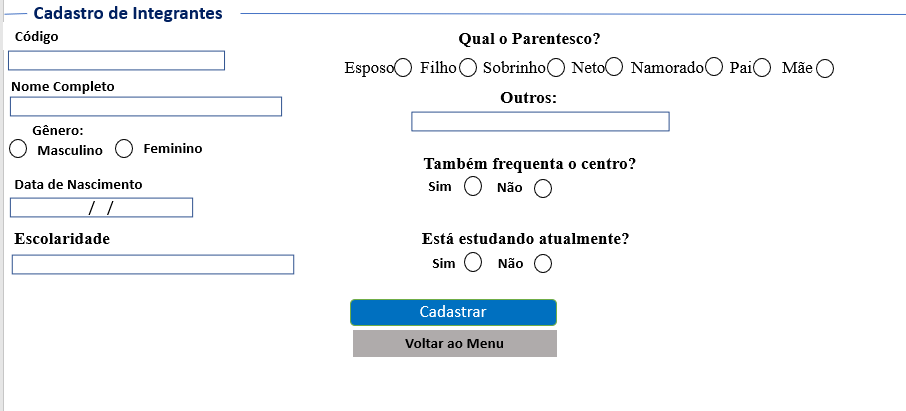 Cadastro de Integrantes
Código
Nome Completo
Gênero:
Masculino Feminino
Data de Nascimento
/ /
Escolaridade
Qual o Parentesco?
Esposo Filho Sobrinho Neto Namorado Pai Mãe
Outros:
Também frequenta o centro?
Sim Não
Está estudando atualmente?
Sim Não
Cadastrar
Voltar ao Menu